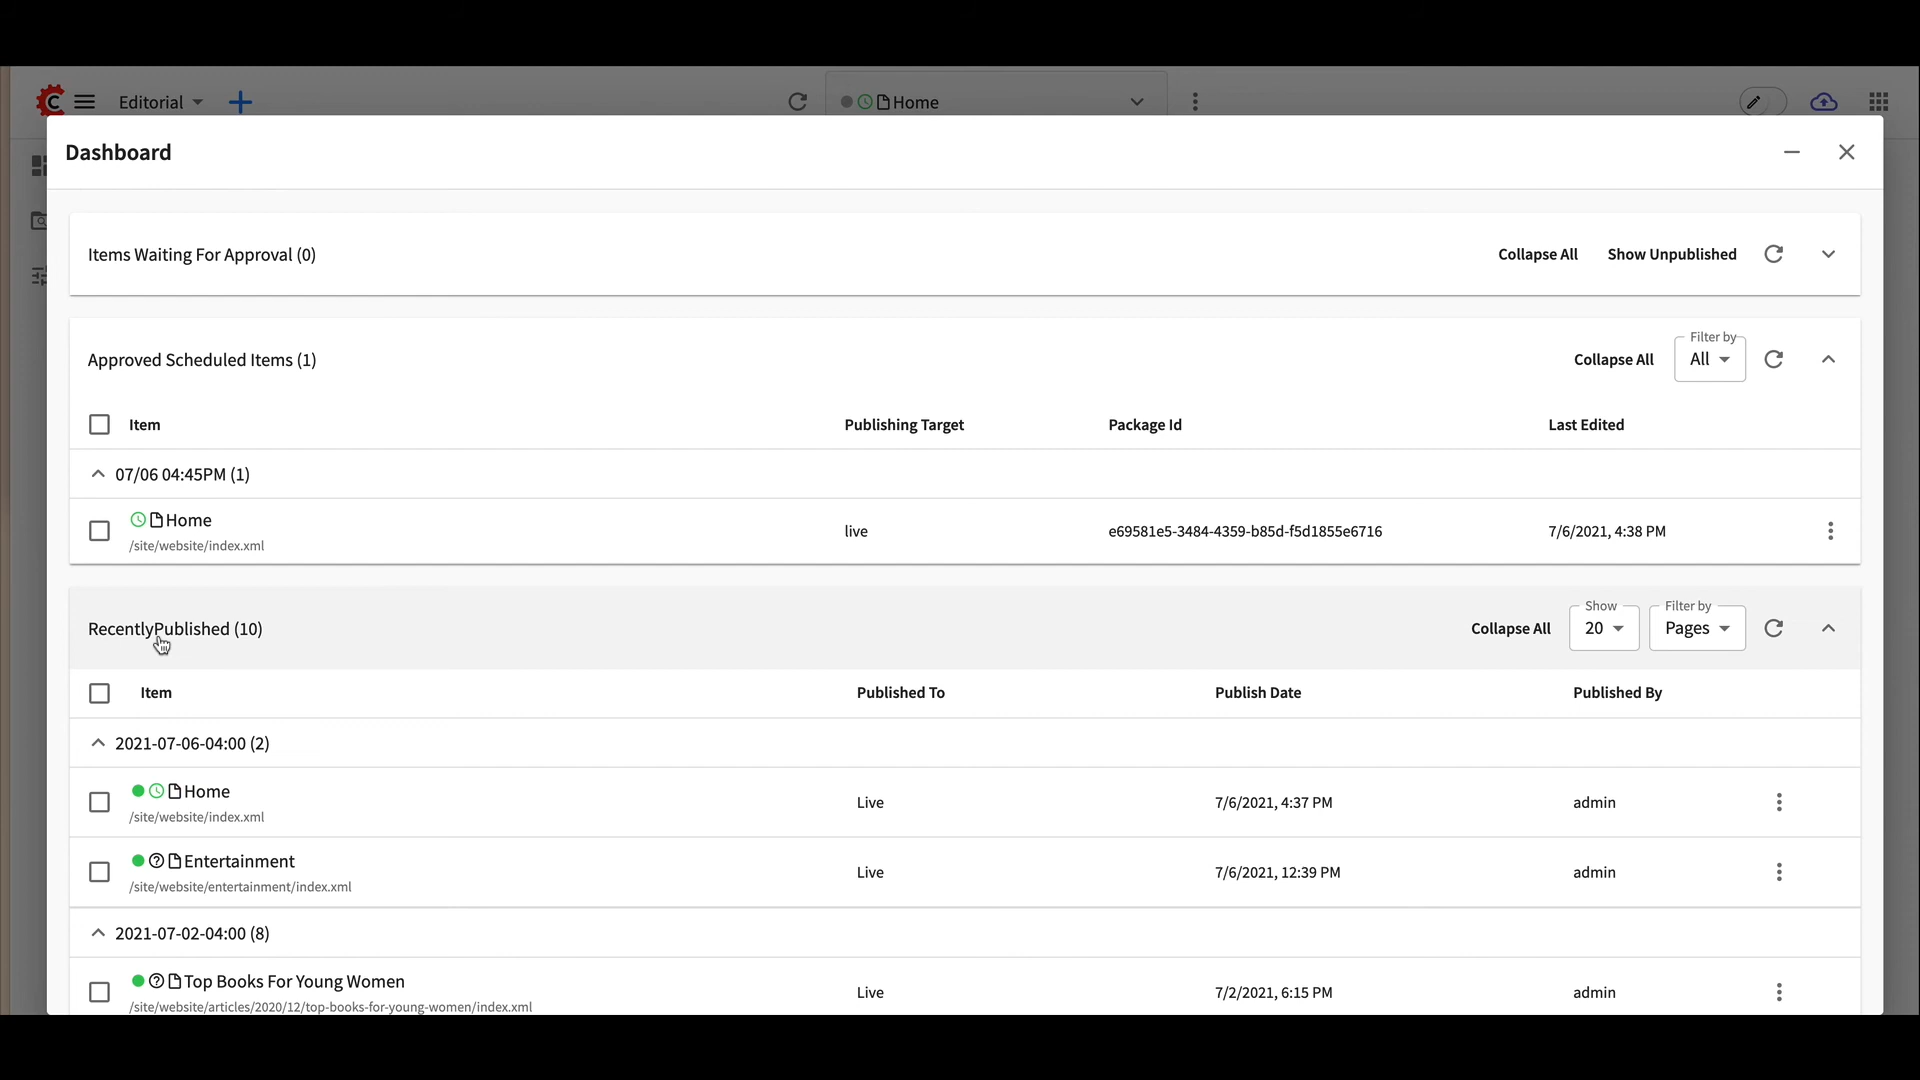 Editorial
Home
Dashboard
Items Waiting For Approval (0)
Collapse All
Show Unpublished
Approved Scheduled Items (1)
Collapse All
Filter by
All
Item
Publishing Target
Package Id
Last Edited
07/06 04:45PM (1)
Home
live
e69581e5-3484-4359-b85d-f5d1855e6716
7/6/2021, 4:38 PM
/site/website/index.xml
RecentlyPublished (10)
Collapse All
Show
20
Filter by
Pages
Item
Published To
Publish Date
Published By
2021-07-06-04:00 (2)
Home
/site/website/index.xml
Live
7/6/2021, 4:37 PM
admin
Entertainment
/site/website/entertainment/index.xml
Live
7/6/2021, 12:39 PM
admin
2021-07-02-04:00 (8)
Top Books For Young Women
/site/website/articles/2020/12/top-books-for-young-women/index.xml
Live
7/2/2021, 6:15 PM
admin